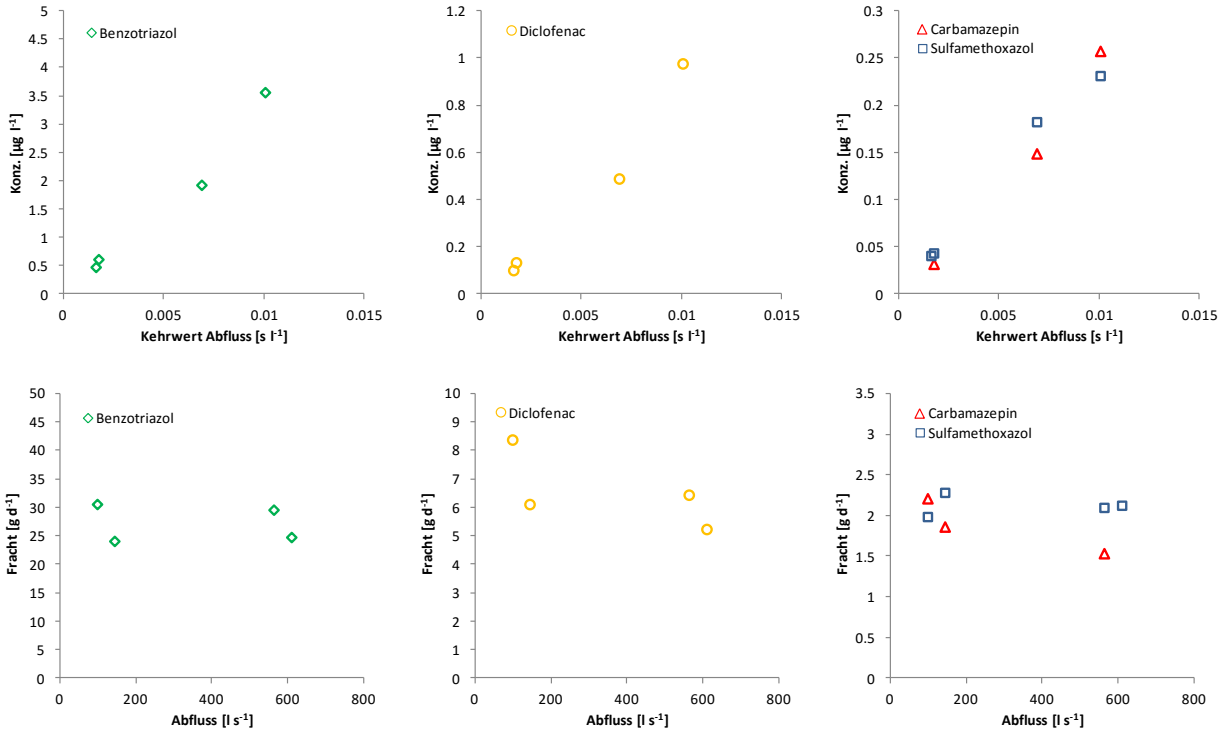 5
4.5
4
3.5
3
2.5
2
1.5
1
0.5
0
Konz. [µg l⁻¹]
Benzotriazol
0 0.005 0.01 0.015
Kehrwert Abfluss [s l⁻¹]
1.2
1
0.8
0.6
0.4
0.2
0
Konz. [µg l⁻¹]
Diclofenac
0 0.005 0.01 0.015
Kehrwert Abfluss [s l⁻¹]
0.3
0.25
0.2
0.15
0.1
0.05
0
Konz. [µg l⁻¹]
Carbamazepin
Sulfamethoxazol
0 0.005 0.01 0.015
Kehrwert Abfluss [s l⁻¹]
50
45
40
35
30
25
20
15
10
5
0
Fracht [g d⁻¹]
Benzotriazol
0 200 400 600 800
Abfluss [l s⁻¹]
10
9
8
7
6
5
4
3
2
1
0
Fracht [g d⁻¹]
Diclofenac
0 200 400 600 800
Abfluss [l s⁻¹]
3.5
3
2.5
2
1.5
1
0.5
0
Fracht [g d⁻¹]
Carbamazepin
Sulfamethoxazol
0 200 400 600 800
Abfluss [l s⁻¹]